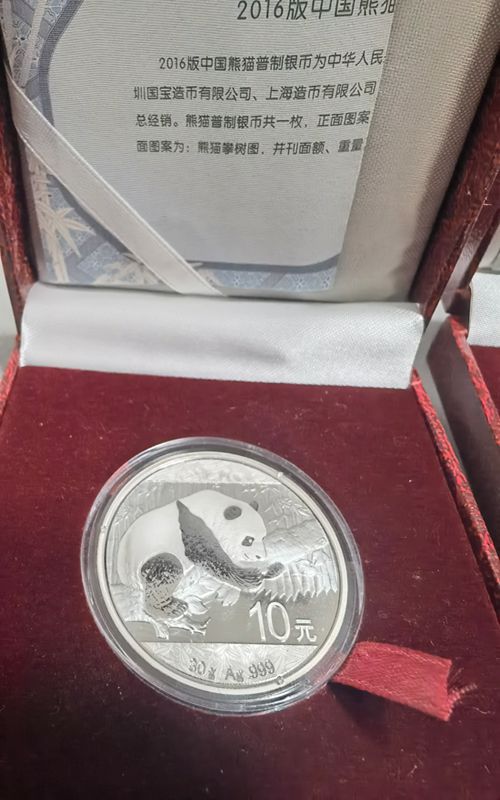 2016版中国熊猫
2016版中国熊猫普制银币为中华人民
圳国宝造币有限公司、上海造币有限公司
总经销。熊猫普制银币共一枚，正面图案
面图案为：熊猫攀树图，并刊面额、重量
10元
30g Ag .999